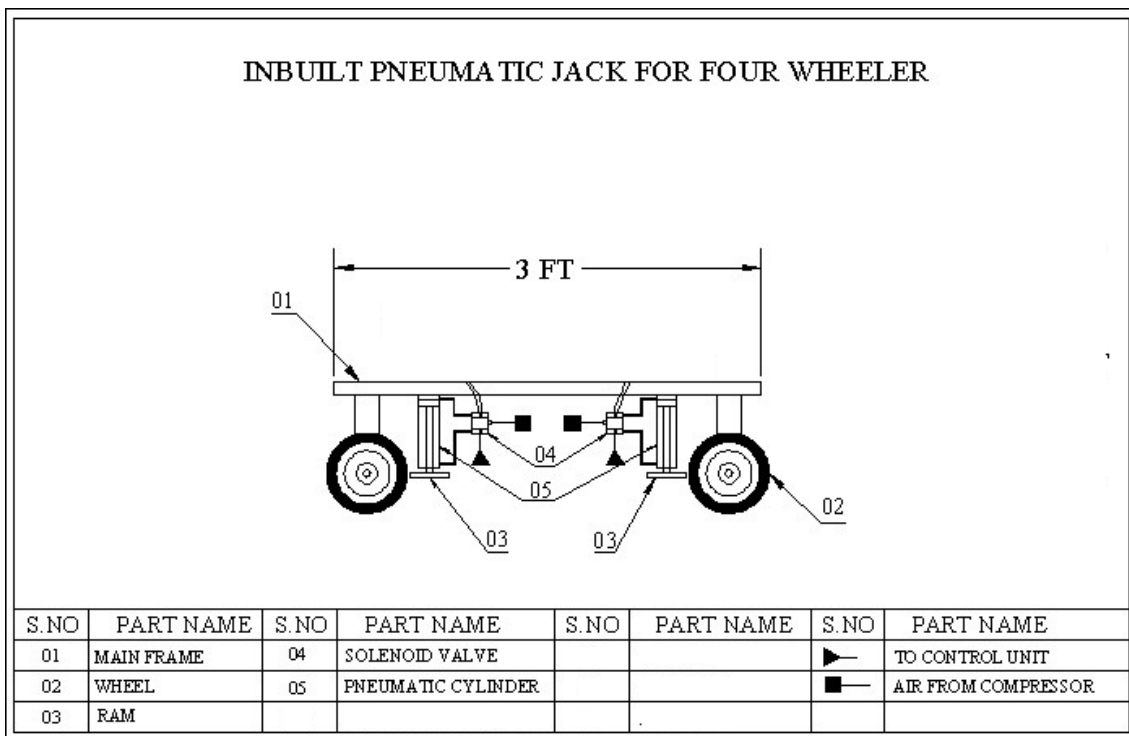 INBUILT PNEUMATIC JACK FOR FOUR WHEELER
3 FT
01
04
05
02
03
03
S.NO PART NAME S.NO PART NAME S.NO PART NAME S.NO PART NAME
01 MAIN FRAME 04 SOLENOID VALVE TO CONTROL UNIT
02 WHEEL 05 PNEUMATIC CYLINDER AIR FROM COMPRESSOR
03 RAM